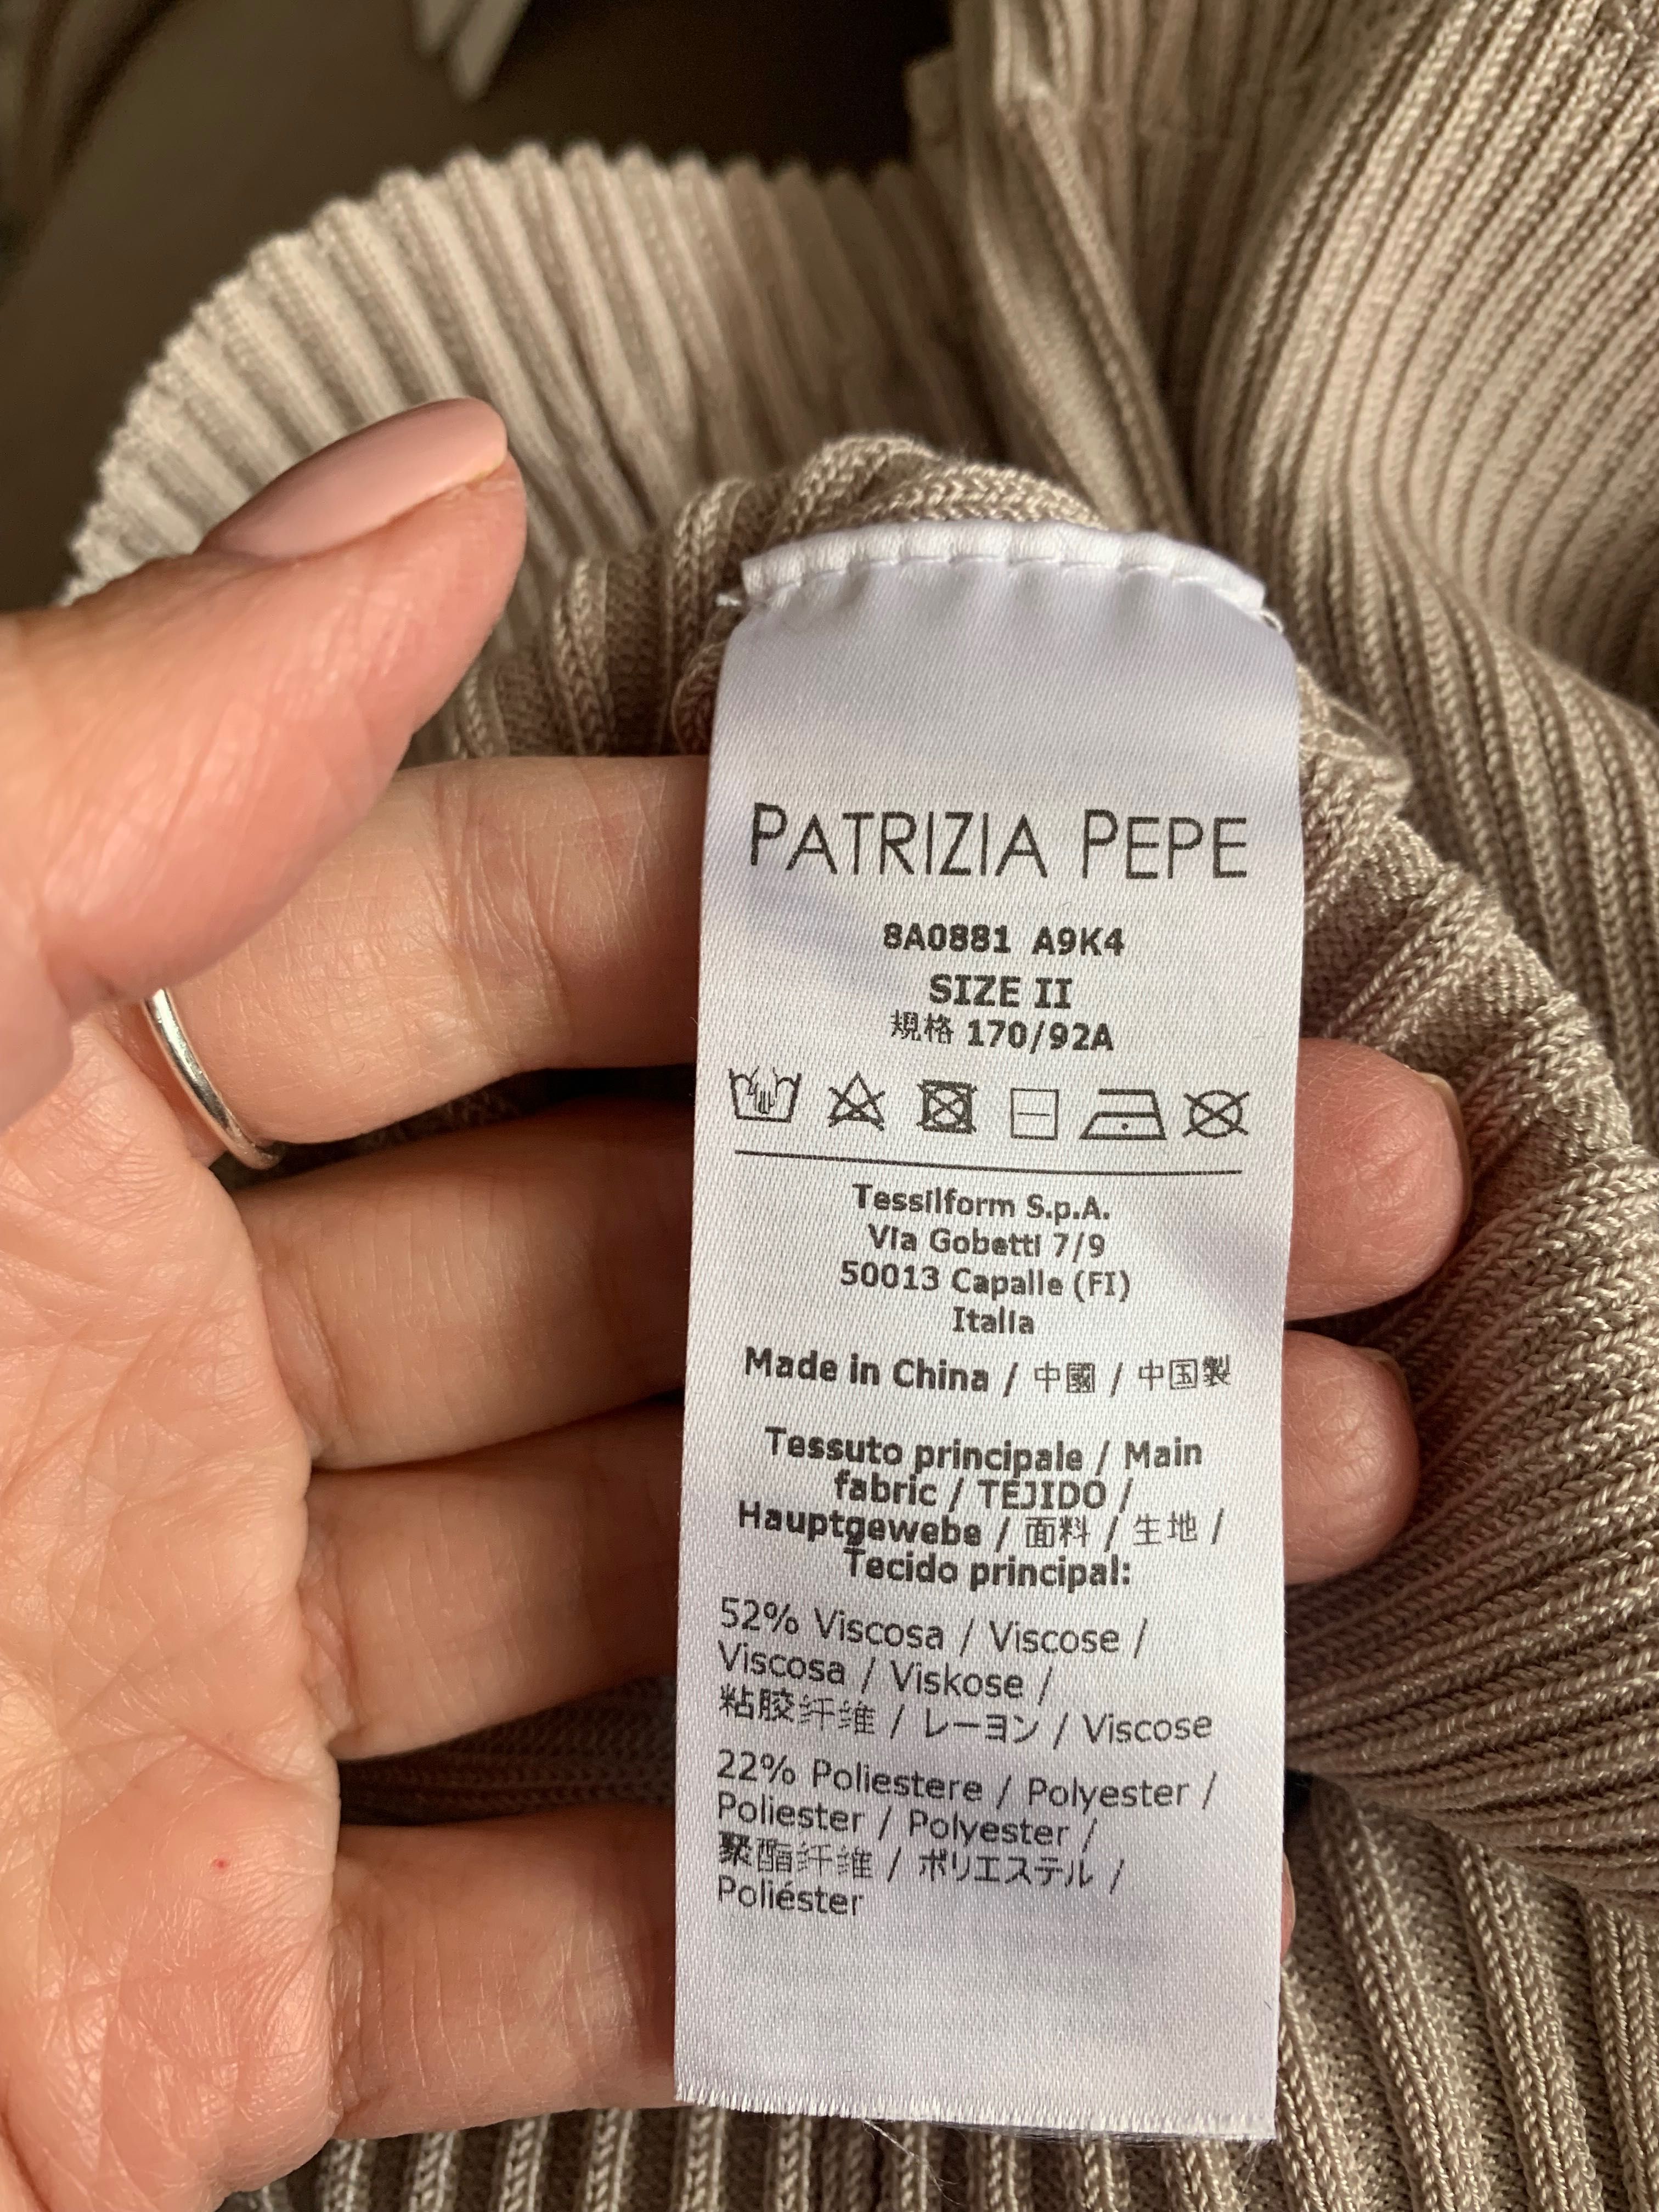 PATRIZIA PEPE
8A0881 A9K4
SIZE II
規格 170/92A
Tessilform S.p.A.
Via Gobetti 7/9
50013 Capalle (FI)
Italia
Made in China / 中國 / 中国製
Tessuto principale / Main
fabric / TEJIDO /
Hauptgewebe / 面料 / 生地 /
Tecido principal:
52% Viscosa / Viscose /
Viscosa / Viskose /
粘胶纤维 / レーヨン / Viscose
22% Poliestere / Polyester /
Poliester / Polyester /
聚酯纤维 / ポリエステル /
Poliéster